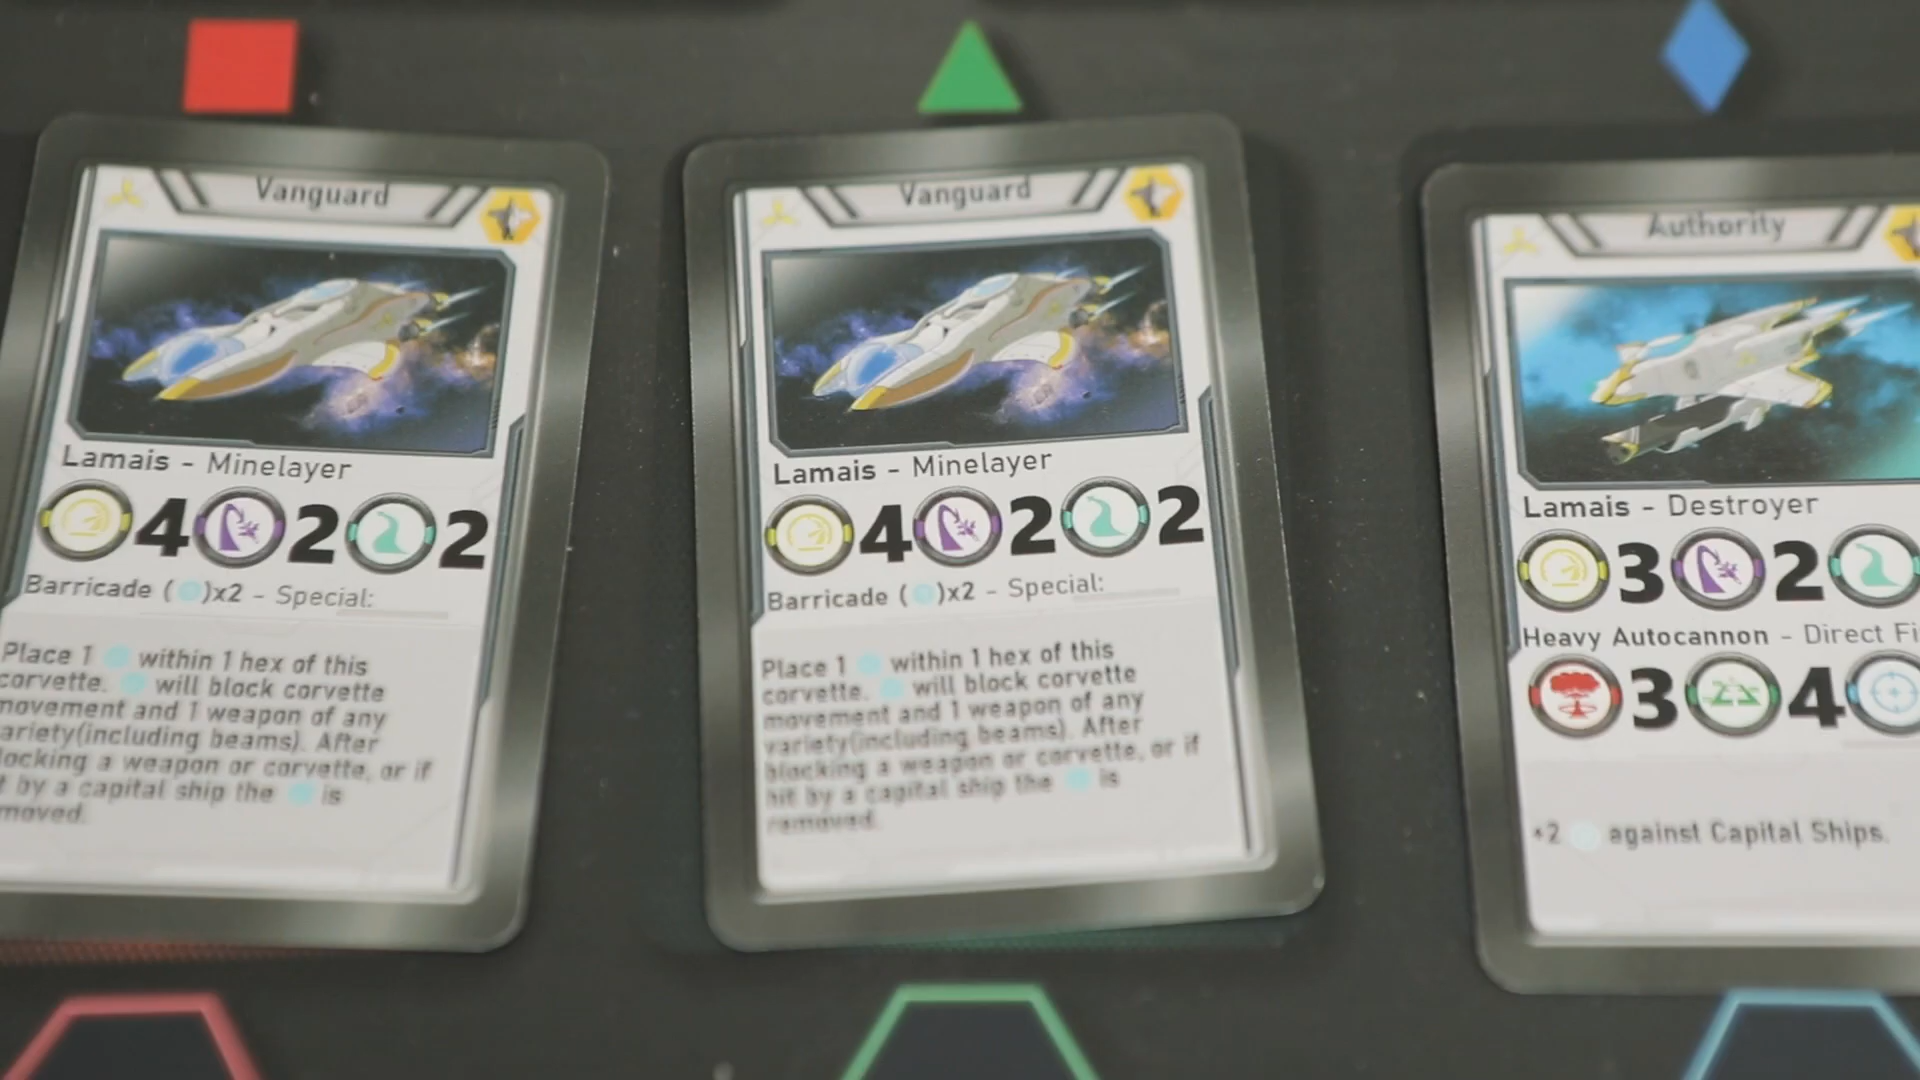 Vanguard
Lamais - Minelayer
4 2 2
Barricade ( )x2 - Special:
Place 1 within 1 hex of this
corvette. will block corvette
movement and 1 weapon of any
ariety(including beams). After
locking a weapon or corvette, or if
t by a capital ship the is
moved.
Vanguard
Lamais - Minelayer
4 2 2
Barricade ( )x2 - Special:
Place 1 within 1 hex of this
corvette. will block corvette
movement and 1 weapon of any
variety(including beams). After
blocking a weapon or corvette, or if
hit by a capital ship the is
removed.
Authority
Lamais - Destroyer
3 2
Heavy Autocannon - Direct Fi
3 4
+2 against Capital Ships.